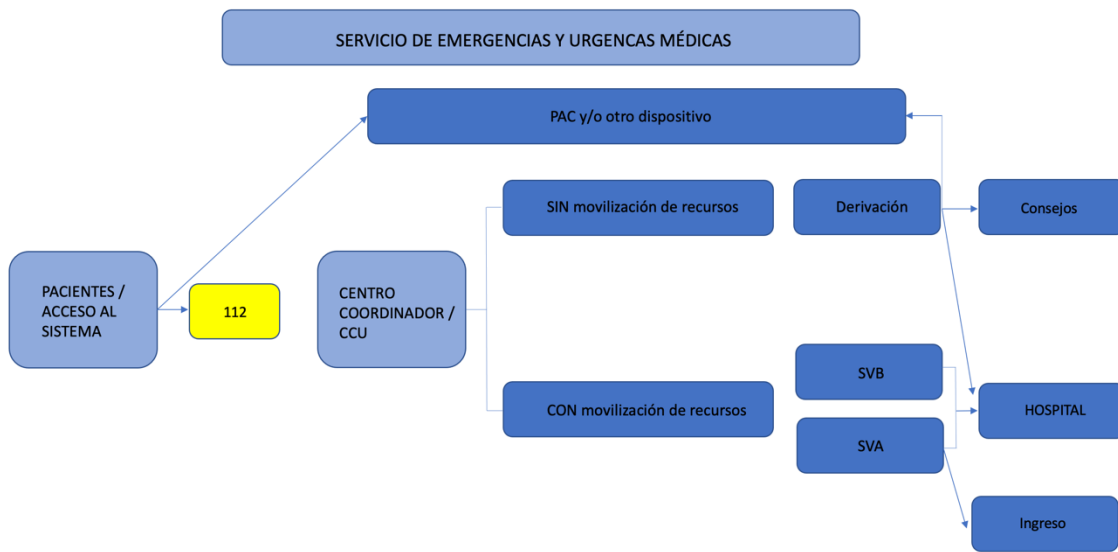 SERVICIO DE EMERGENCIAS Y URGENCAS MÉDICAS
PAC y/o otro dispositivo
SIN movilización de recursos
Derivación
Consejos
PACIENTES /
ACCESO AL
SISTEMA
112
CENTRO
COORDINADOR /
CCU
SVB
CON movilización de recursos
HOSPITAL
SVA
Ingreso